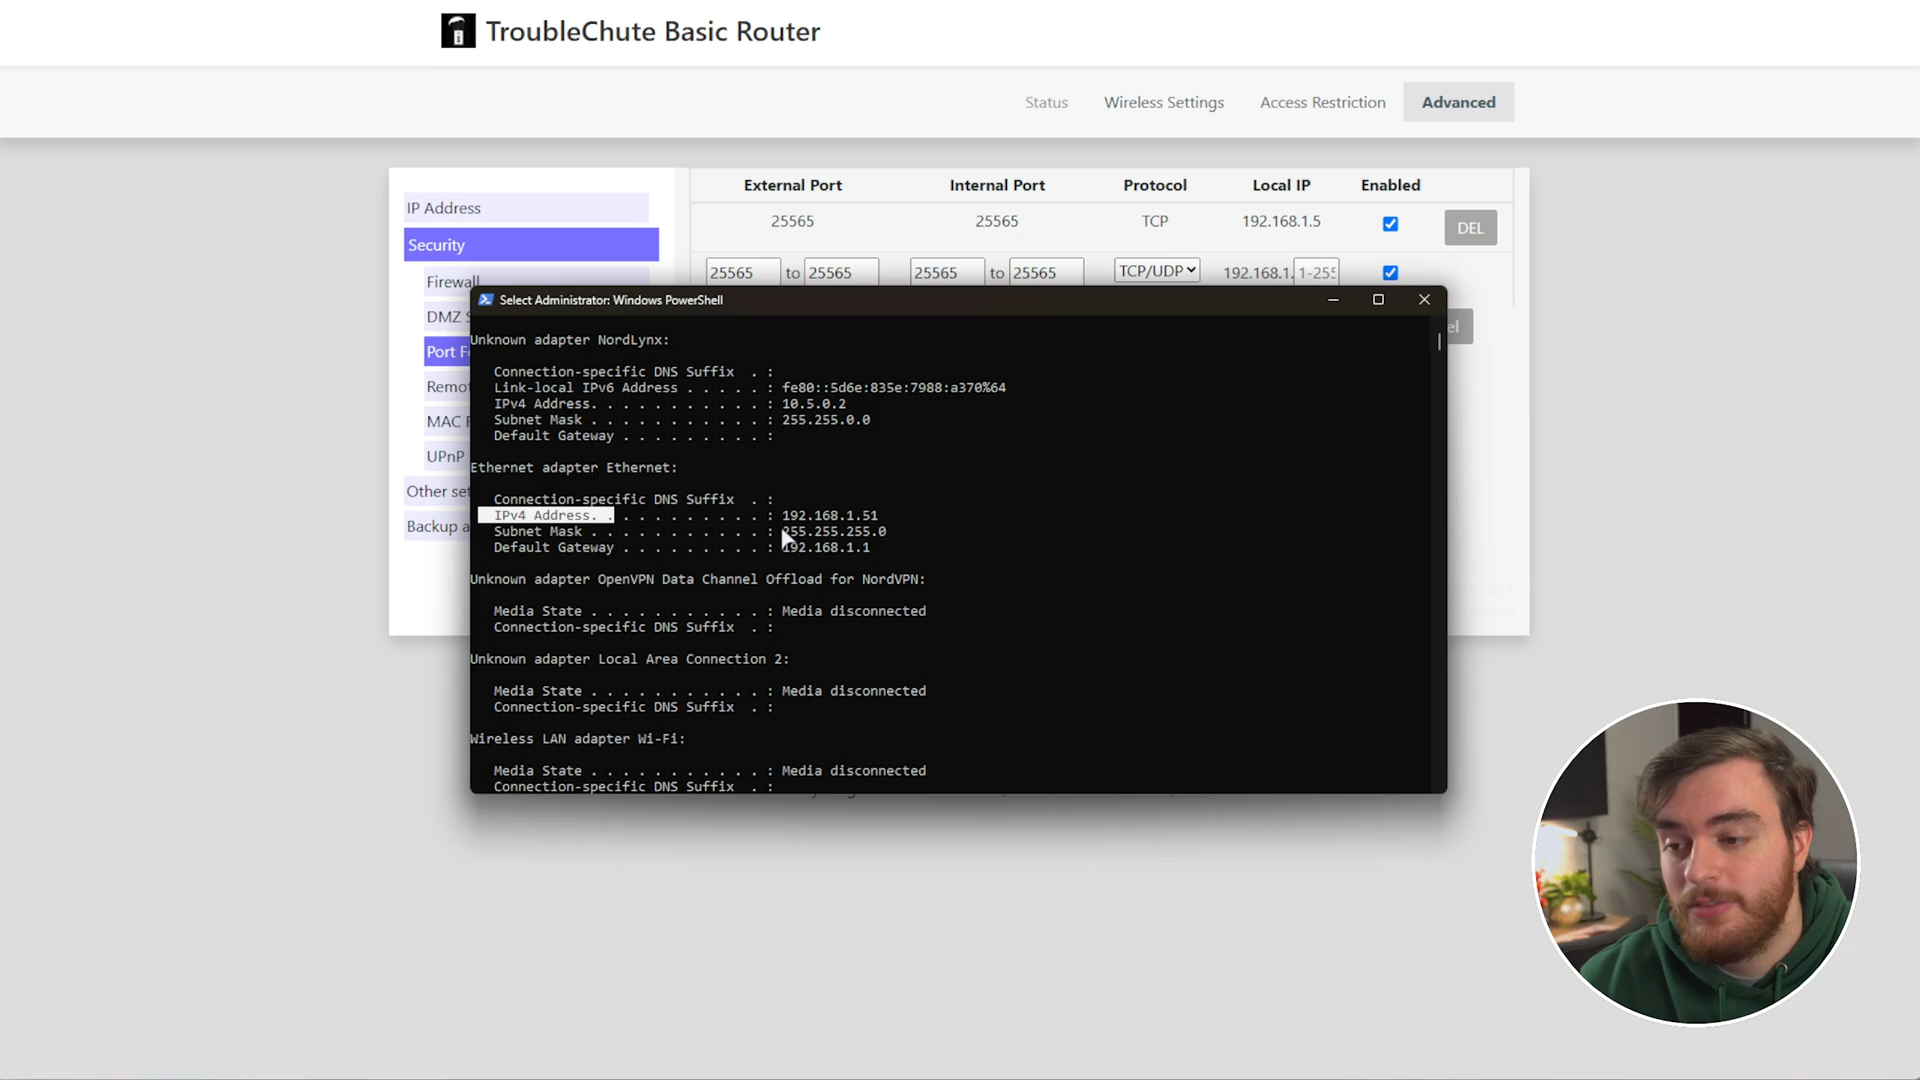 TroubleChute Basic Router
Status Wireless Settings Access Restriction Advanced
External Port Internal Port Protocol Local IP Enabled
IP Address
25565 25565 TCP 192.168.1.5 DEL
Security
25565 to 25565 25565 to 25565 TCP/UDP 192.168.1. 1-255
Firewall
DMZ S
Port F
Remot
MAC F
UPnP
Other set
Backup a
el
Select Administrator: Windows PowerShell
Unknown adapter NordLynx:
Connection-specific DNS Suffix . :
Link-local IPv6 Address . . . . . : fe80::5d6e:835e:7988:a370%64
IPv4 Address. . . . . . . . . . . : 10.5.0.2
Subnet Mask . . . . . . . . . . . : 255.255.0.0
Default Gateway . . . . . . . . . :
Ethernet adapter Ethernet:
Connection-specific DNS Suffix . :
IPv4 Address. . . . . . . . . . . : 192.168.1.51
Subnet Mask . . . . . . . . . . . : 255.255.255.0
Default Gateway . . . . . . . . . : 192.168.1.1
Unknown adapter OpenVPN Data Channel Offload for NordVPN:
Media State . . . . . . . . . . . : Media disconnected
Connection-specific DNS Suffix . :
Unknown adapter Local Area Connection 2:
Media State . . . . . . . . . . . : Media disconnected
Connection-specific DNS Suffix . :
Wireless LAN adapter Wi-Fi:
Media State . . . . . . . . . . . : Media disconnected
Connection-specific DNS Suffix . :